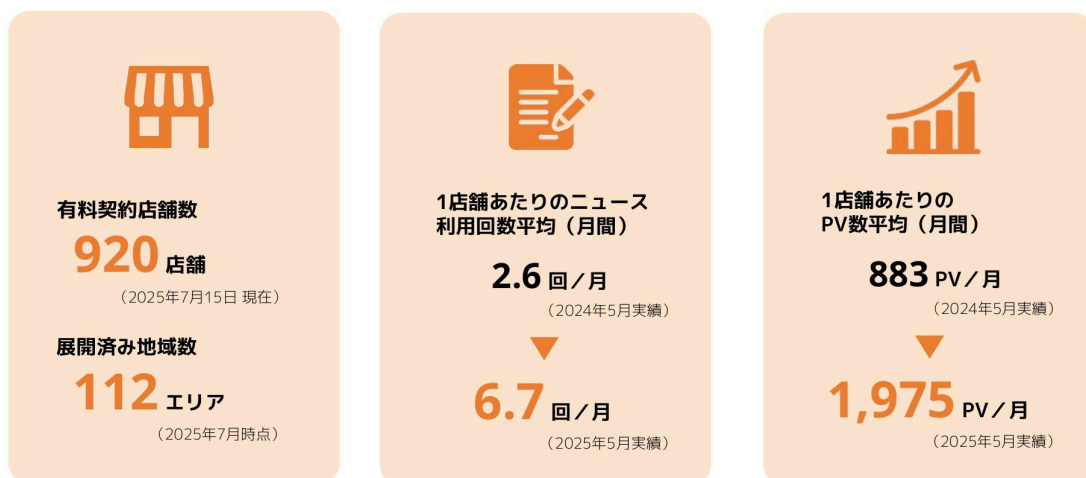 有料契約店舗数
920 店舗
（2025年7月15日 現在）
展開済み地域数
112 エリア
（2025年7月時点）
1店舗あたりのニュース
利用回数平均（月間）
2.6 回／月
（2024年5月実績）
6.7 回／月
（2025年5月実績）
1店舗あたりの
PV数平均（月間）
883 PV／月
（2024年5月実績）
1,975 PV／月
（2025年5月実績）